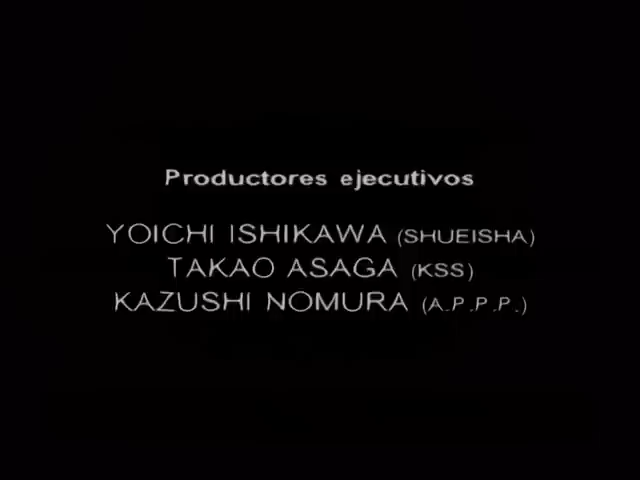 Productores ejecutivos
YOICHI ISHIKAWA (SHUEISHA)
TAKAO ASAGA (KSS)
KAZUSHI NOMURA (A.P.P.P.)